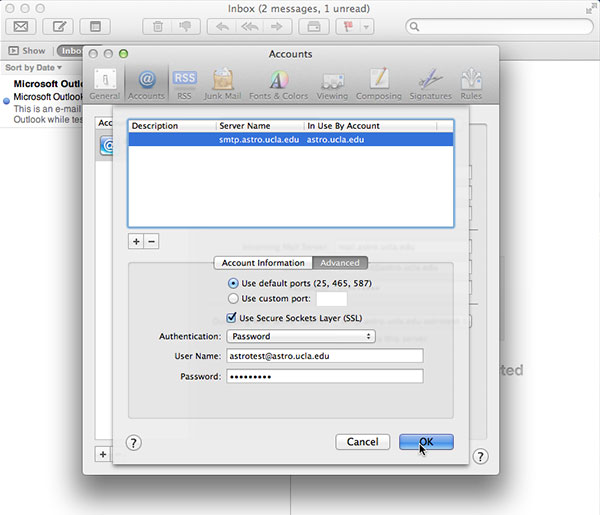 Inbox (2 messages, 1 unread)
Show Inbo
Sort by Date
Microsoft Outlo
Microsoft Outlook
This is an e-mail
Outlook while tes
Accounts
General Accounts RSS Junk Mail Fonts & Colors Viewing Composing Signatures Rules
RSS
Acc
Description Server Name In Use By Account
smtp.astro.ucla.edu astro.ucla.edu
+ −
Account Information Advanced
Use default ports (25, 465, 587)
Use custom port:
Use Secure Sockets Layer (SSL)
Authentication: Password
User Name: astrotest@astro.ucla.edu
Password: •••••••••
? Cancel OK
+ ?
ted